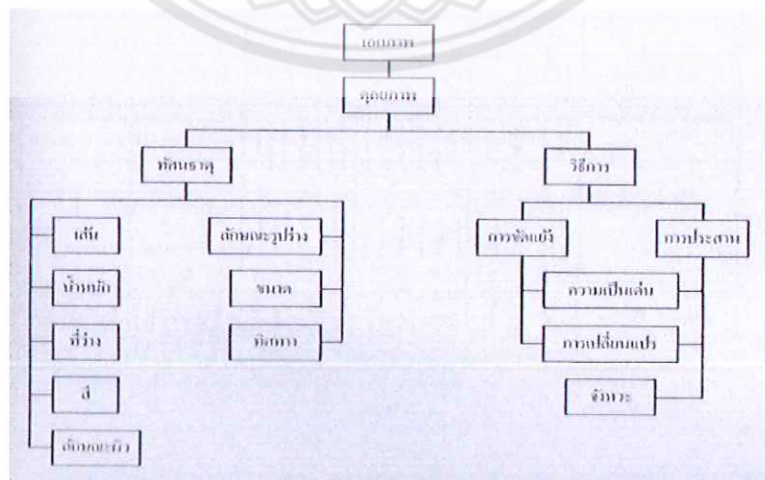 เอกภาพ
ดุลยภาพ
ทัศนธาตุ
วิธีการ
เส้น
ลักษณะรูปร่าง
การขัดแย้ง
การประสาน
น้ำหนัก
ขนาด
ความเป็นเด่น
ที่ว่าง
ทิศทาง
การเปลี่ยนแปร
สี
จังหวะ
ลักษณะผิว